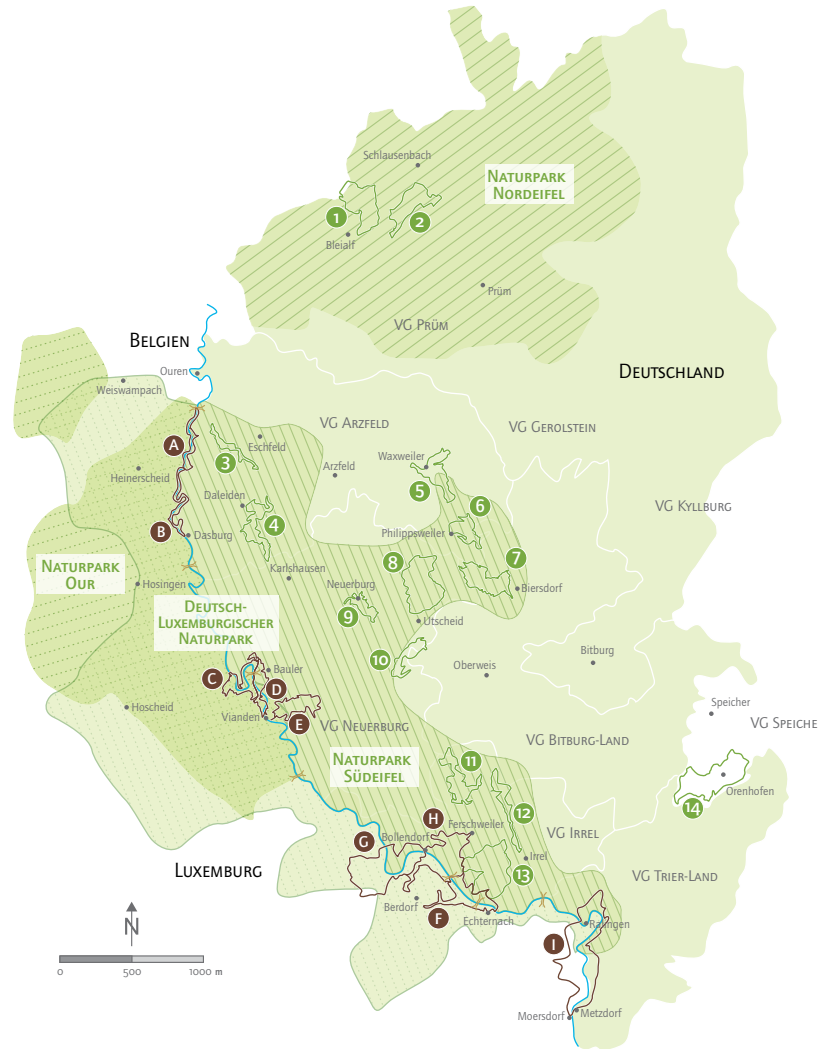 Schlausenbach
NATURPARK
NORDEIFEL
1
2
Bleialf
Prüm
VG PRÜM
BELGIEN
Ouren
DEUTSCHLAND
Weiswampach
VG ARZFELD
VG GEROLSTEIN
A
Eschfeld
3
Waxweiler
Arzfeld
Heinerscheid
5
Daleiden
6
VG KYLLBURG
4
B
Dasburg
Philippsweiler
NATURPARK
OUR
Karlshausen
8
7
Hosingen
Neuerburg
Biersdorf
DEUTSCH-
LUXEMBURGISCHER
NATURPARK
9
Utscheid
10
Oberweis
Bitburg
C
Bauler
D
Hoscheid
Vianden
E
VG NEUERBURG
Speicher
VG SPEICHE
VG BITBURG-LAND
NATURPARK
SÜDEIFEL
11
Orenhofen
14
12
H
Ferschweiler
VG IRREL
G
Bollendorf
Irrel
LUXEMBURG
13
VG TRIER-LAND
Berdorf
F
Echternach
Ralingen
N
I
0
500
1000 m
Moersdorf
Metzdorf